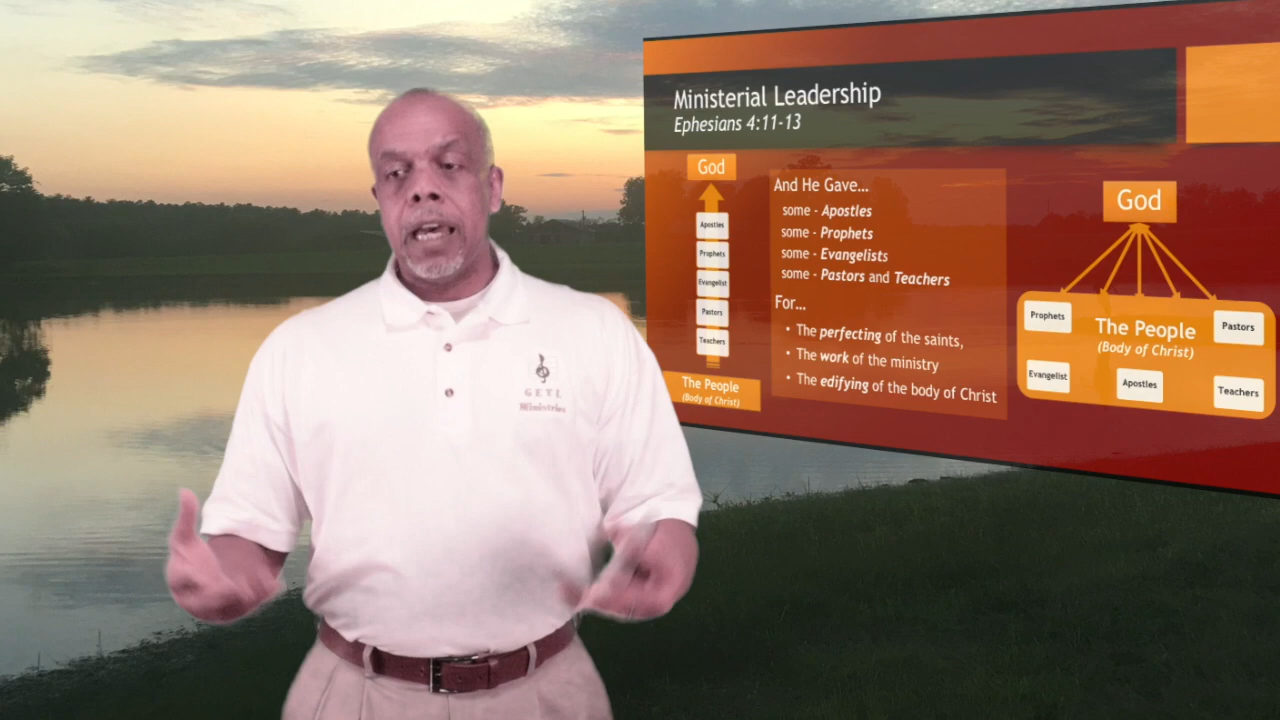 Ministerial Leadership
Ephesians 4:11-13
God
Apostles
Prophets
Evangelist
Pastors
Teachers
The People
(Body of Christ)
And He Gave...
some - Apostles
some - Prophets
some - Evangelists
some - Pastors and Teachers
For...
• The perfecting of the saints,
• The work of the ministry
• The edifying of the body of Christ
God
Prophets
The People
(Body of Christ)
Pastors
Evangelist
Apostles
Teachers
GETL
Ministries